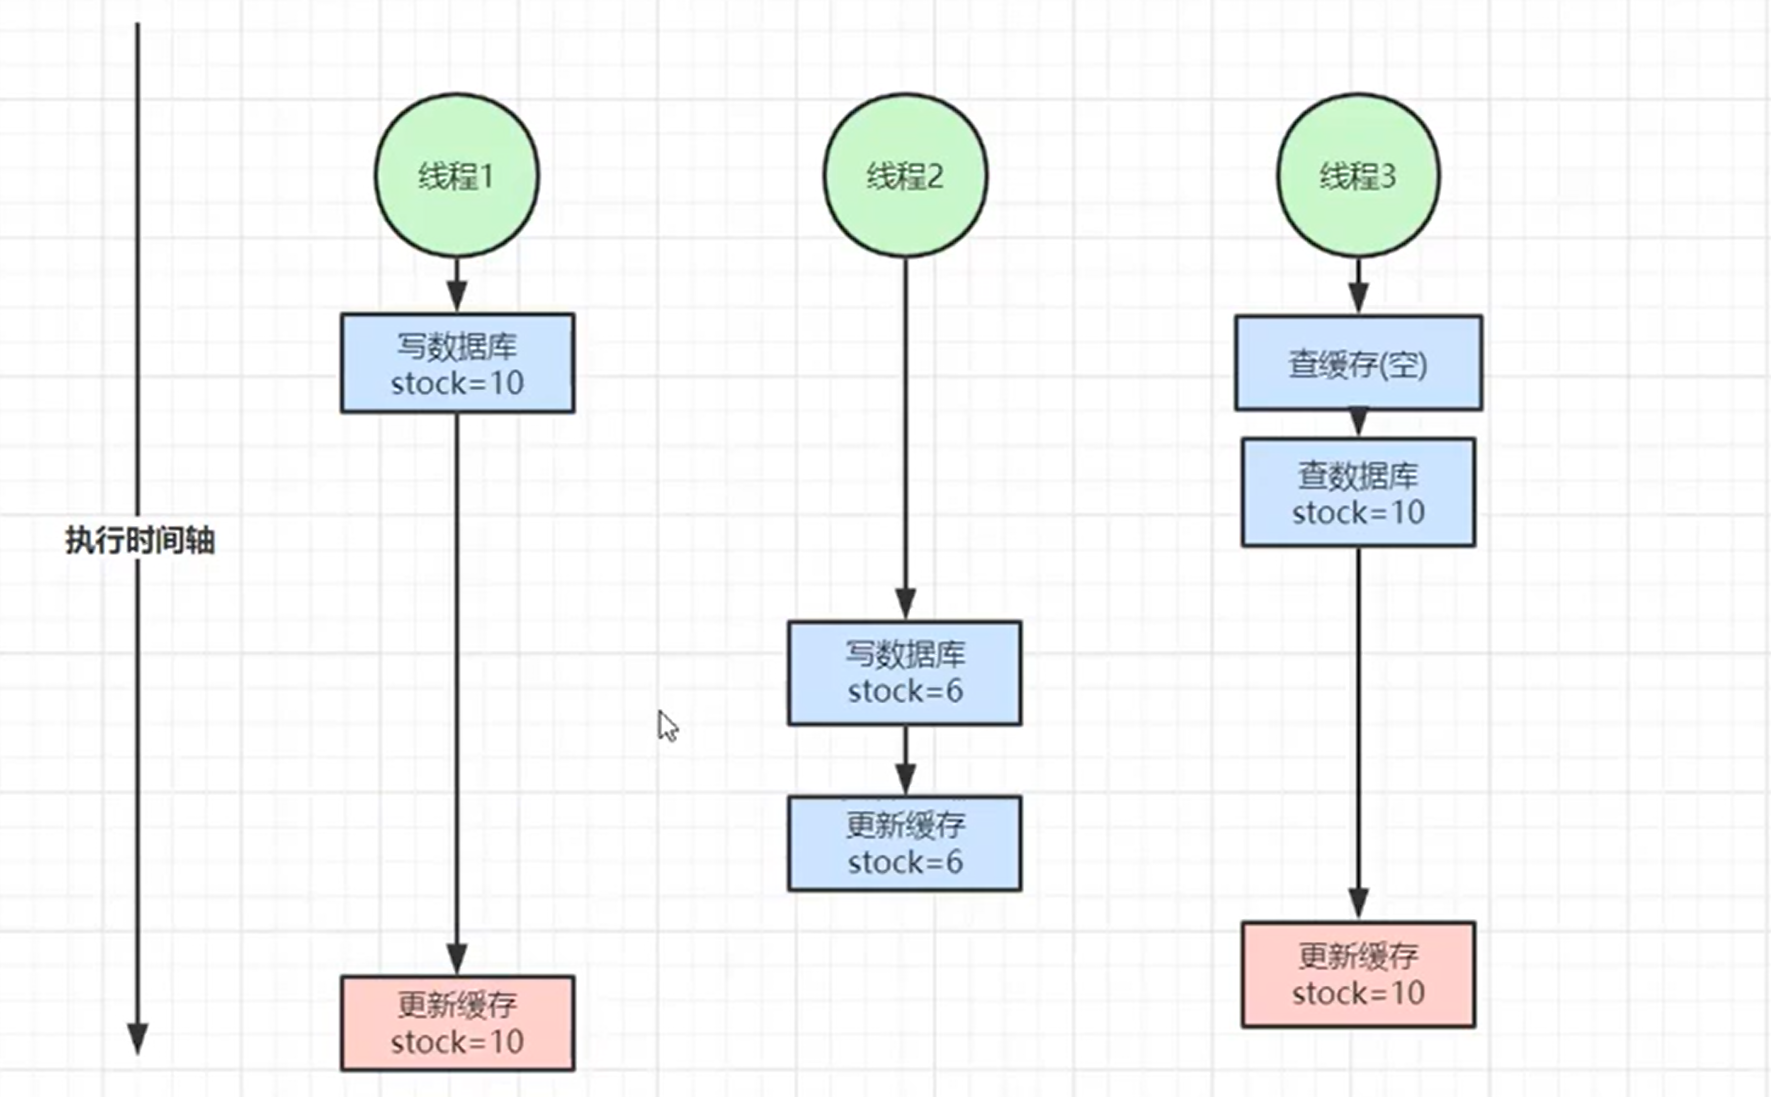 线程1
线程2
线程3
写数据库
stock=10
查缓存(空)
查数据库
stock=10
执行时间轴
写数据库
stock=6
更新缓存
stock=6
更新缓存
stock=10
更新缓存
stock=10